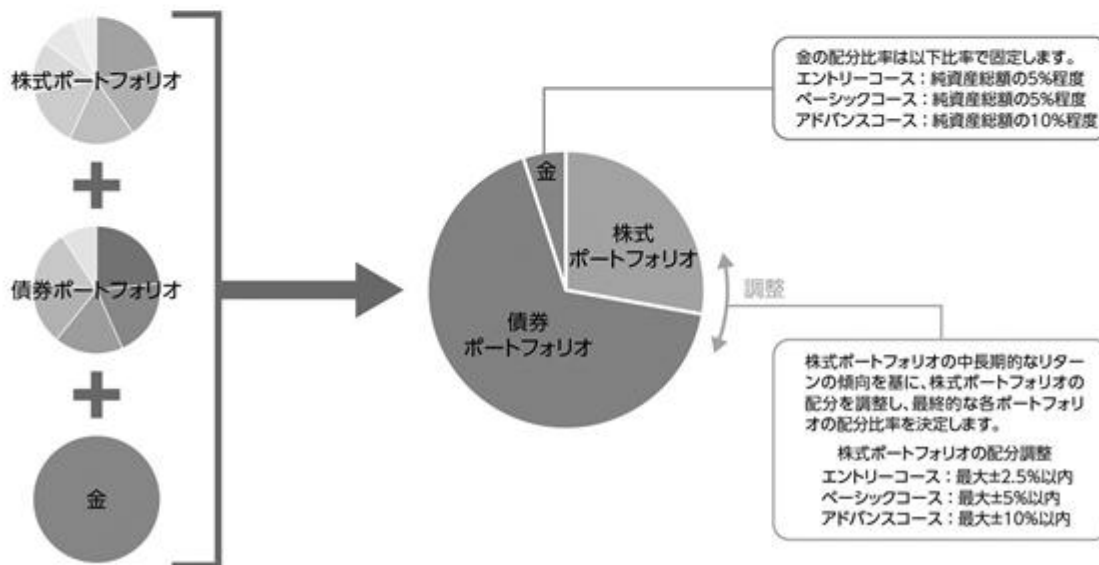 株式ポートフォリオ
債券ポートフォリオ
金
金
株式
ポートフォリオ
債券
ポートフォリオ
調整
金の配分比率は以下比率で固定します。
エントリーコース：純資産総額の5%程度
ベーシックコース：純資産総額の5%程度
アドバンスコース：純資産総額の10%程度
株式ポートフォリオの中長期的なリター
ンの傾向を基に、株式ポートフォリオの
配分を調整し、最終的な各ポートフォリ
オの配分比率を決定します。
株式ポートフォリオの配分調整
エントリーコース：最大±2.5%以内
ベーシックコース：最大±5%以内
アドバンスコース：最大±10%以内